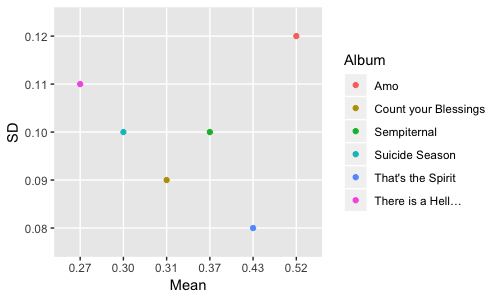 0.12
0.11
0.10
0.09
0.08
SD
0.27 0.30 0.31 0.37 0.43 0.52
Mean
Album
Amo
Count your Blessings
Sempiternal
Suicide Season
That's the Spirit
There is a Hell…